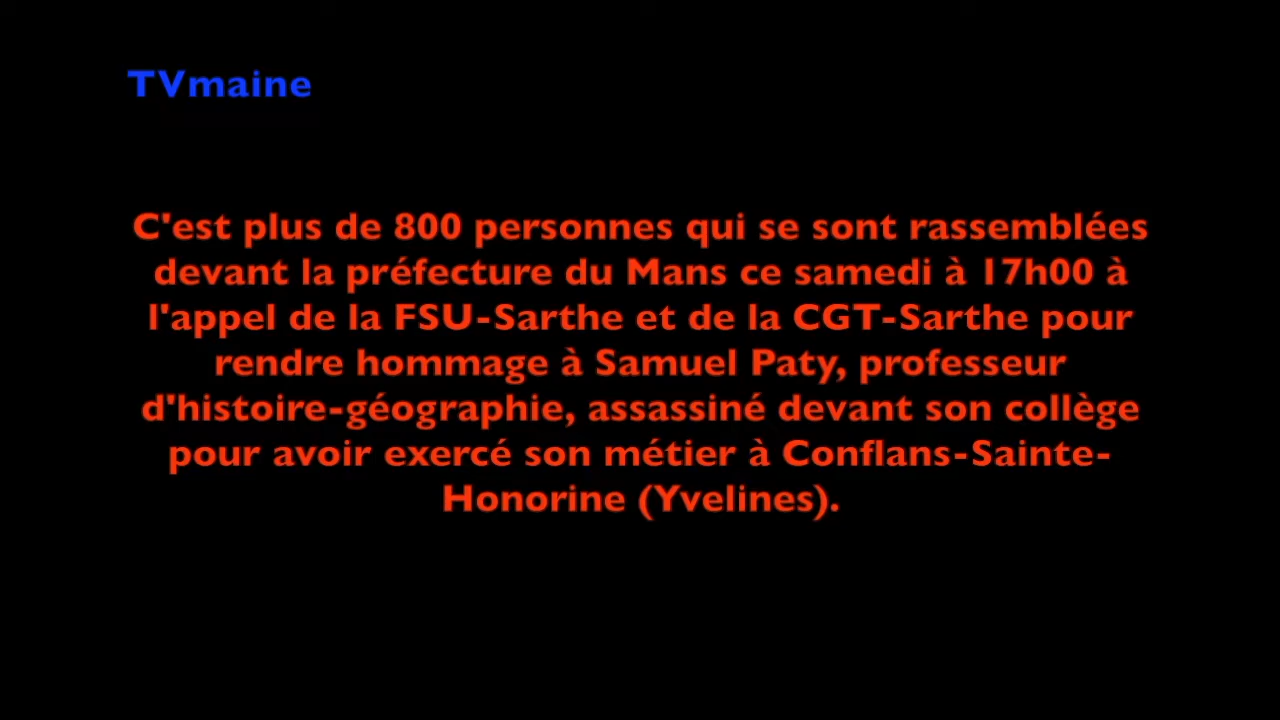 TVmaine
C'est plus de 800 personnes qui se sont rassemblées
devant la préfecture du Mans ce samedi à 17h00 à
l'appel de la FSU-Sarthe et de la CGT-Sarthe pour
rendre hommage à Samuel Paty, professeur
d'histoire-géographie, assassiné devant son collège
pour avoir exercé son métier à Conflans-Sainte-
Honorine (Yvelines).